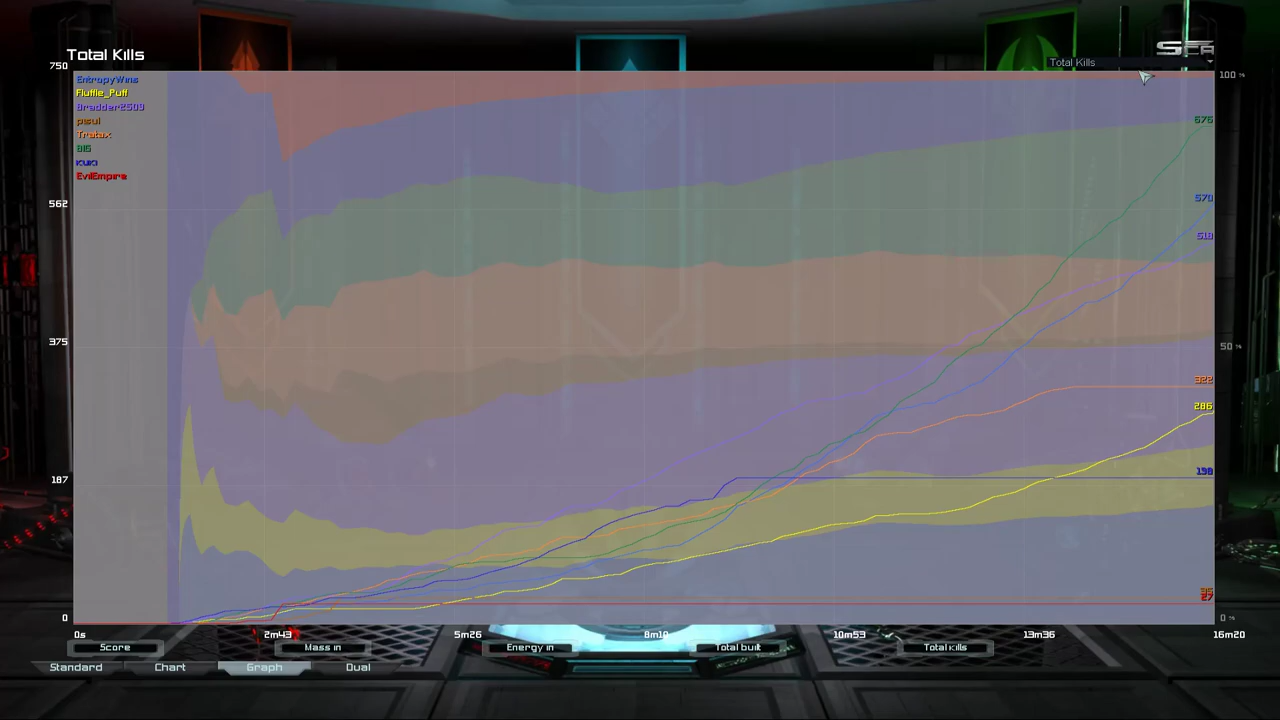 Total Kills
750
EntropyWins
Fluffle_Puff
Bradder2509
Tratax
BIG
KUKI
EvilEmpire
Total Kills
100 %
676
570
562
518
375
50 %
322
286
198
187
27
0
0 %
0s
2m43
5m26
8m10
10m53
13m36
16m20
Score
Mass in
Energy in
Total built
Total kills
Standard
Chart
Graph
Dual